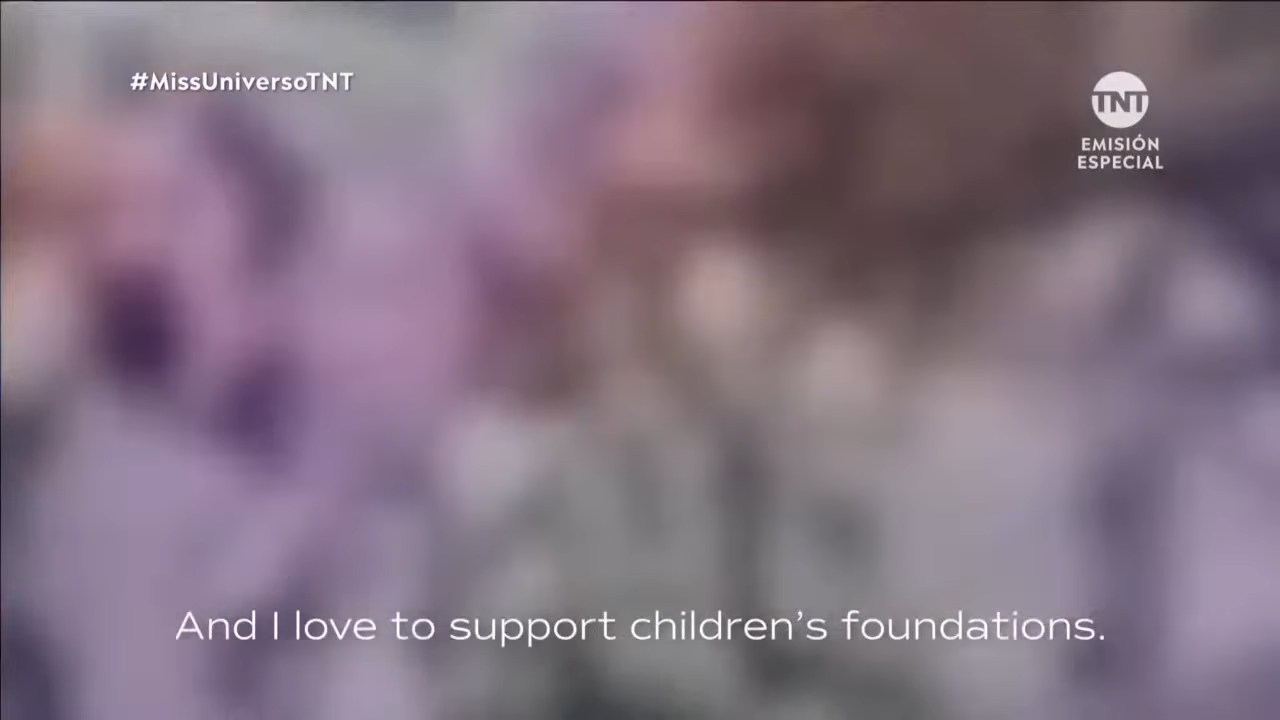 #MissUniversoTNT
TNT
EMISIÓN
ESPECIAL
And I love to support children's foundations.